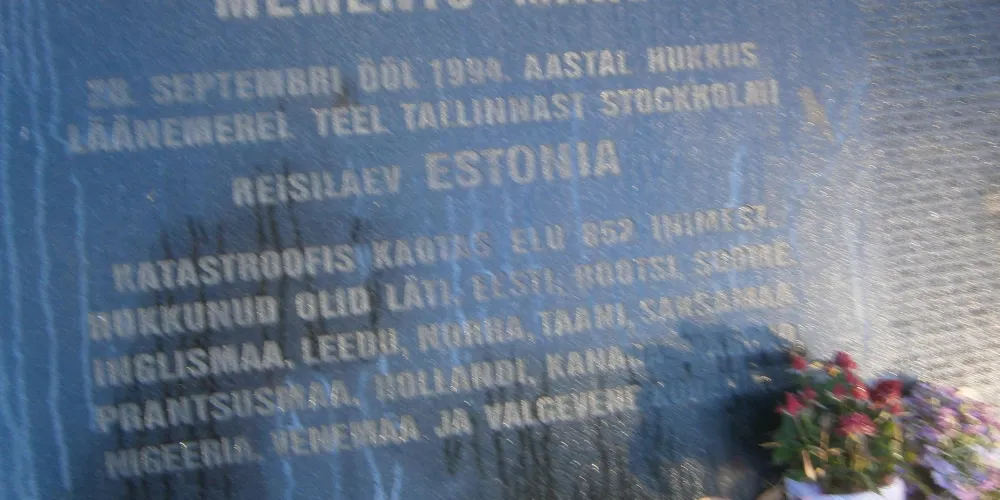 MEMENTO
28. SEPTEMBRI ÖÖL 1994. AASTAL HUKKUS
LÄÄNEMEREL TEEL TALLINNAST STOCKHOLMI
REISILAEV ESTONIA
KATASTROOFIS KAOTAS ELU 852 INIMEST.
HUKKUNUD OLID LÄTI, EESTI, ROOTSI, SOOME,
INGLISMAA, LEEDU, NORRA, TAANI, SAKSAMAA
PRANTSUSMAA, HOLLANDI,
NIGEERIA, VENEMAA JA VALGEVENE